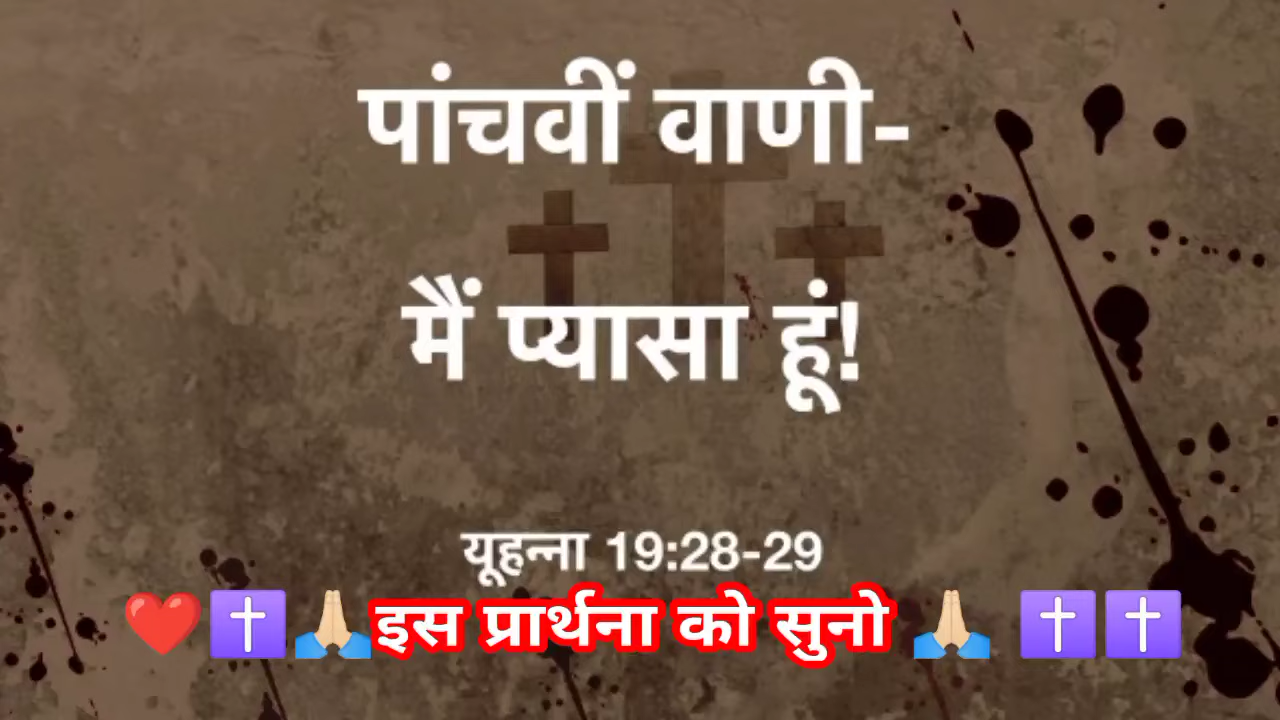 पांचवीं वाणी-
मैं प्यासा हूं!
यूहन्ना 19:28-29
❤️✝️🙏🏻इस प्रार्थना को सुनो 🙏🏻 ✝️✝️